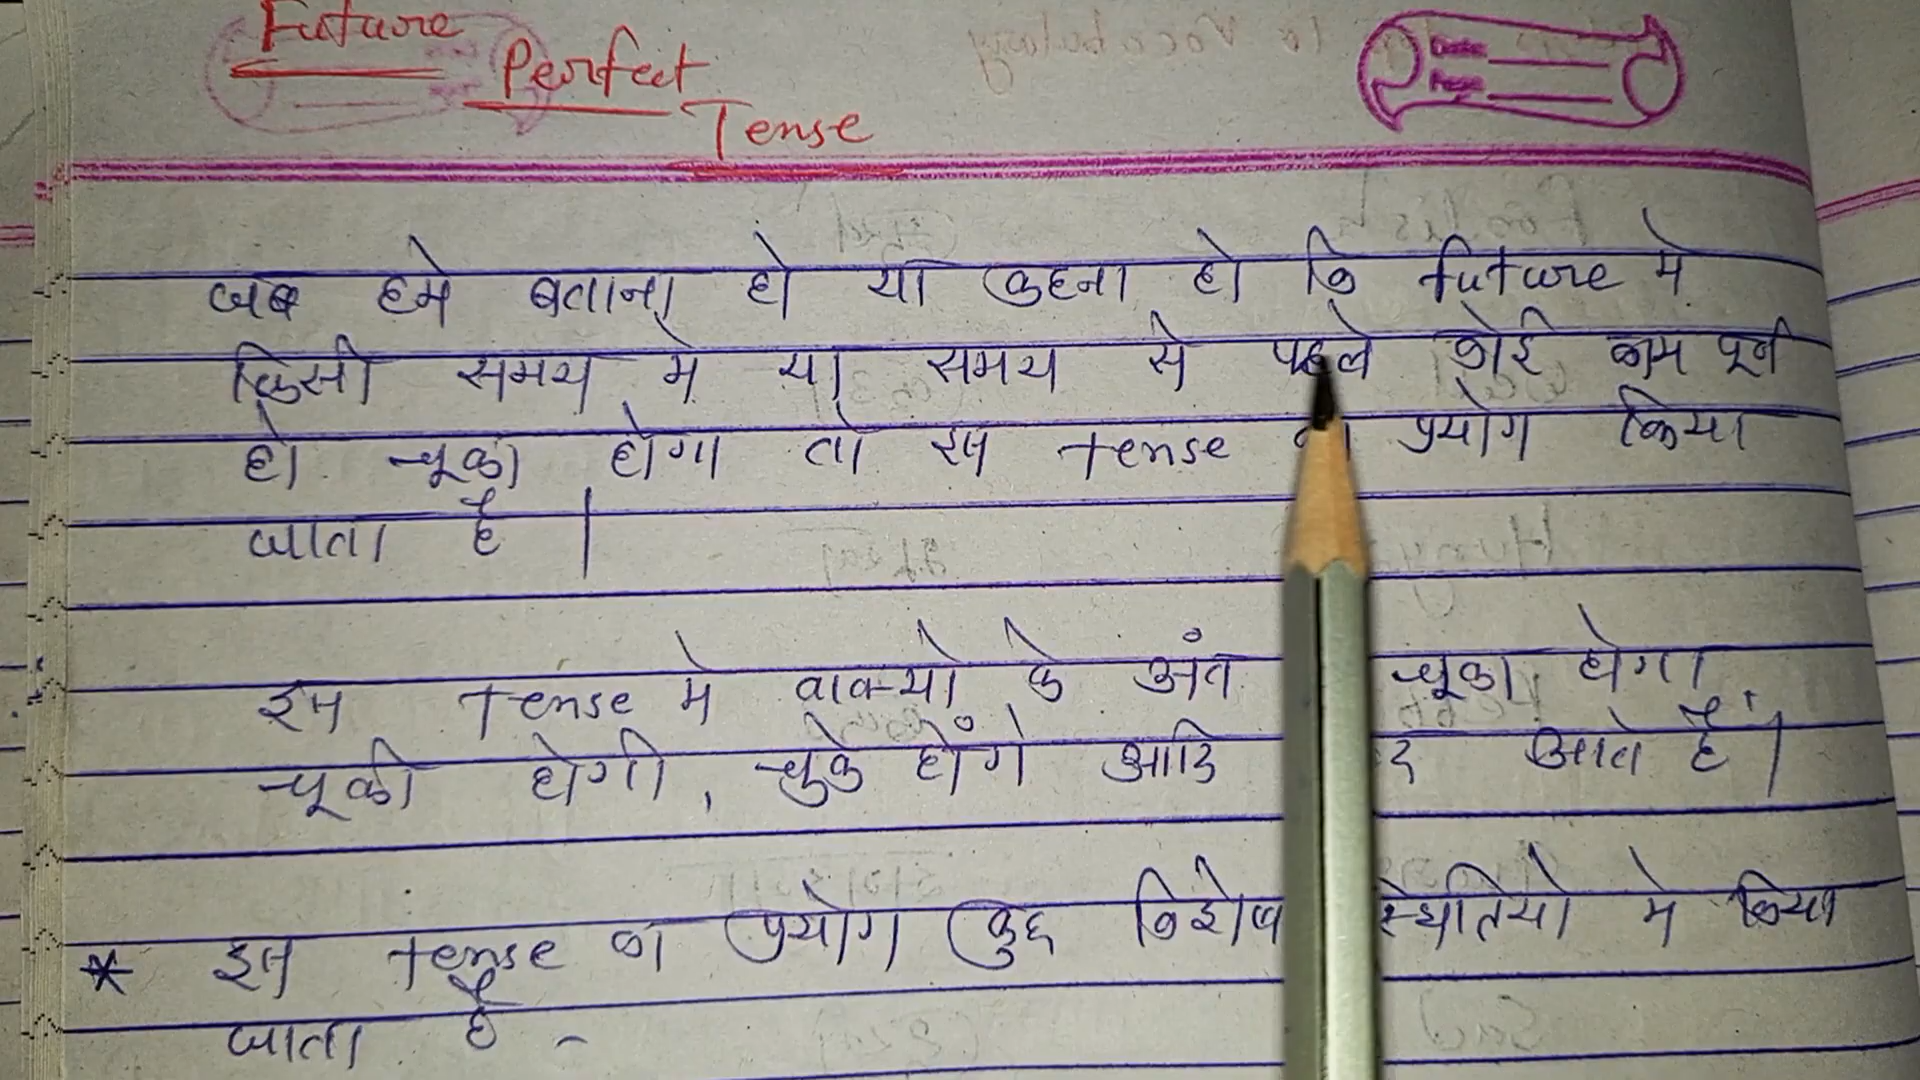 Future
Perfect
Tense
Date
Page
जब हमे बताना हो या कहना हो कि future मे
किसी समय मे या समय से पहले कोई काम पूर्ण
हो चूका होगा तो इस tense का प्रयोग किया
जाता है |
इस Tense मे वाक्यो के अंत चूका होगा,
चूकी होगी, चुके होंगे आदि आते है |
* इस tense का प्रयोग कुछ विशेष स्थितियो मे किया
जाता है -